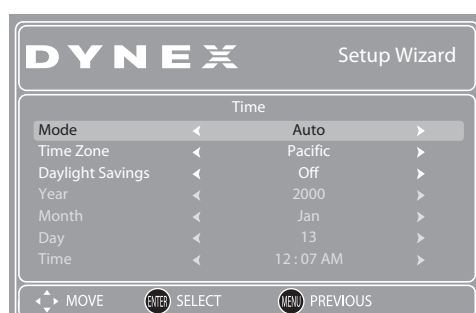 DYNEX Setup Wizard
Time
Mode Auto
Time Zone Pacific
Daylight Savings Off
Year 2000
Month Jan
Day 13
Time 12 : 07 AM
MOVE ENTER SELECT MENU PREVIOUS